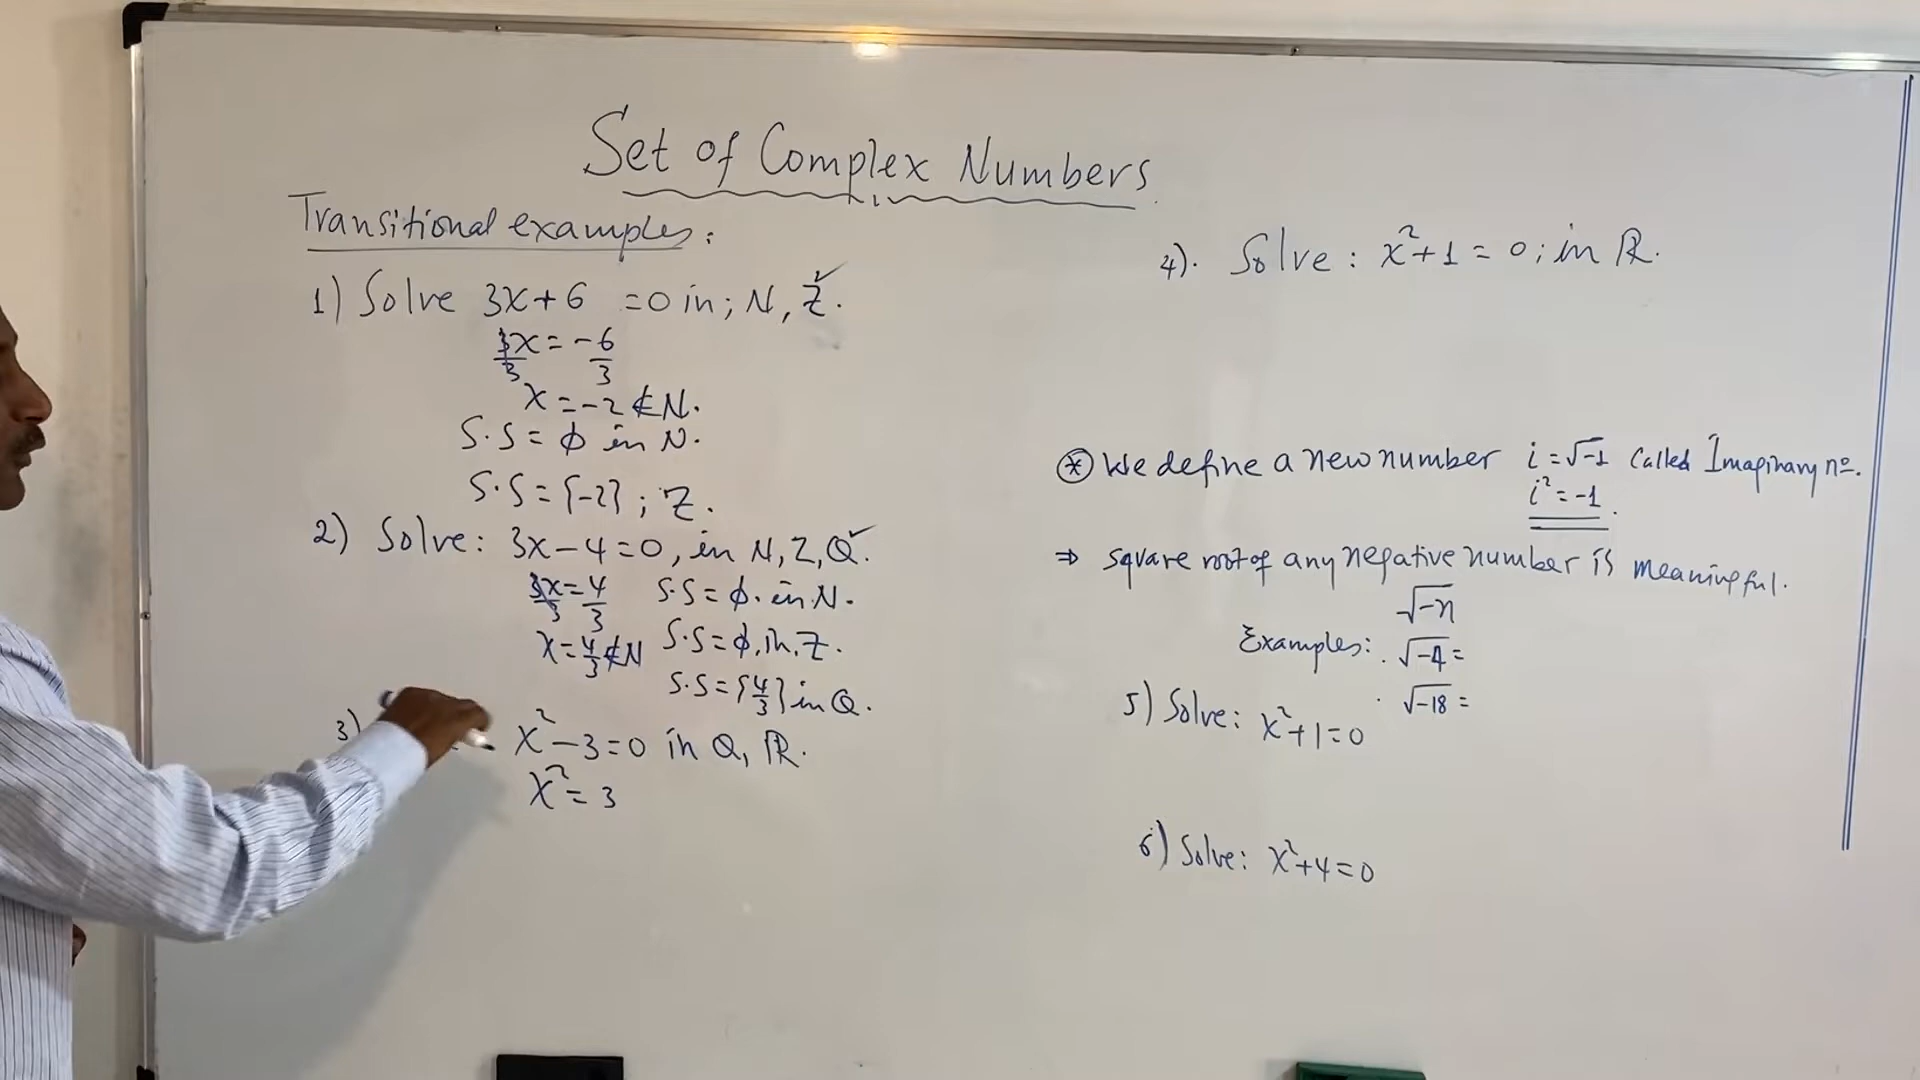 Set of Complex Numbers
Transitional examples:
1) Solve 3x+6 =0 in; N, Z. ✓
3x/3 = -6/3
x = -2 ∉ N.
S.S = ϕ in N.
S.S = {-2} ; Z.
2) Solve: 3x-4=0, in N, Z, Q. ✓
3x/3 = 4/3
x = 4/3 ∉ N
S.S = ϕ. in N.
S.S = ϕ, in, Z.
S.S = {4/3} in Q.
3) x²-3=0 in Q, ℝ.
x² = 3
4). Solve: x²+1 = 0; in ℝ.
⊛ We define a new number i = √-1 Called Imaginary nº.
i² = -1.
⇒ square root of any negative number is meaningful.
√-n
Examples: . √-4 =
. √-18 =
5) Solve: x²+1=0
6) Solve: x²+4=0